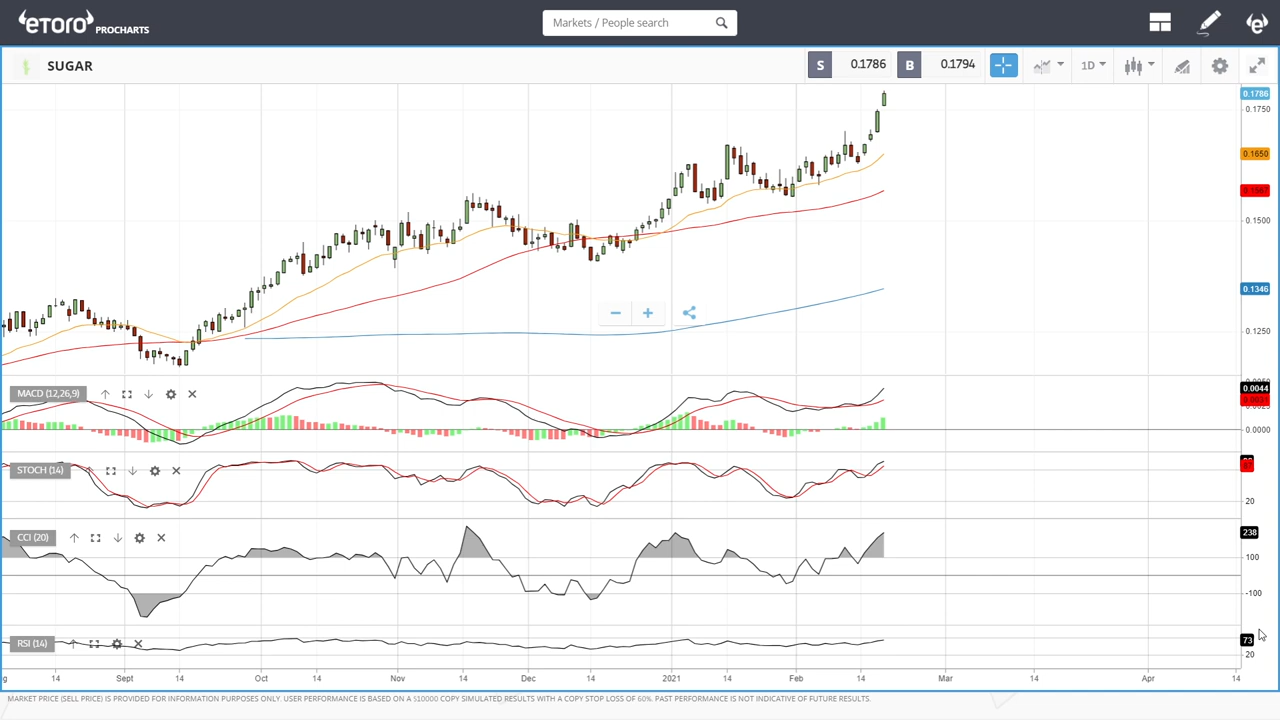 eToro PROCHARTS
Markets / People search
SUGAR
S 0.1786 B 0.1794 1D
0.1786
0.1750
0.1650
0.1567
0.1500
0.1346
0.1250
MACD (12,26,9)
0.0044
0.0000
STOCH (14)
20
CCI (20)
238
100
-100
RSI (14)
73
20
14 Sept 14 Oct 14 Nov 14 Dec 14 2021 14 Feb 14 Mar 14 Apr 14
MARKET PRICE (SELL PRICE) IS PROVIDED FOR INFORMATION PURPOSES ONLY. USER PERFORMANCE IS BASED ON A $10000 COPY SIMULATED RESULTS WITH A COPY STOP LOSS OF 60%. PAST PERFORMANCE IS NOT INDICATIVE OF FUTURE RESULTS.